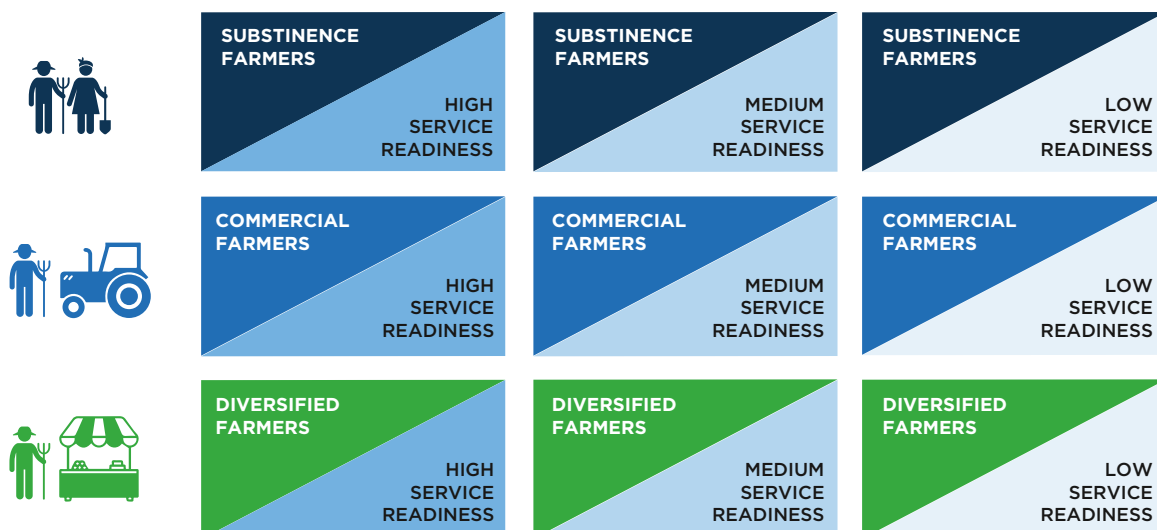 SUBSTINENCE
FARMERS
HIGH
SERVICE
READINESS
SUBSTINENCE
FARMERS
MEDIUM
SERVICE
READINESS
SUBSTINENCE
FARMERS
LOW
SERVICE
READINESS
COMMERCIAL
FARMERS
HIGH
SERVICE
READINESS
COMMERCIAL
FARMERS
MEDIUM
SERVICE
READINESS
COMMERCIAL
FARMERS
LOW
SERVICE
READINESS
DIVERSIFIED
FARMERS
HIGH
SERVICE
READINESS
DIVERSIFIED
FARMERS
MEDIUM
SERVICE
READINESS
DIVERSIFIED
FARMERS
LOW
SERVICE
READINESS